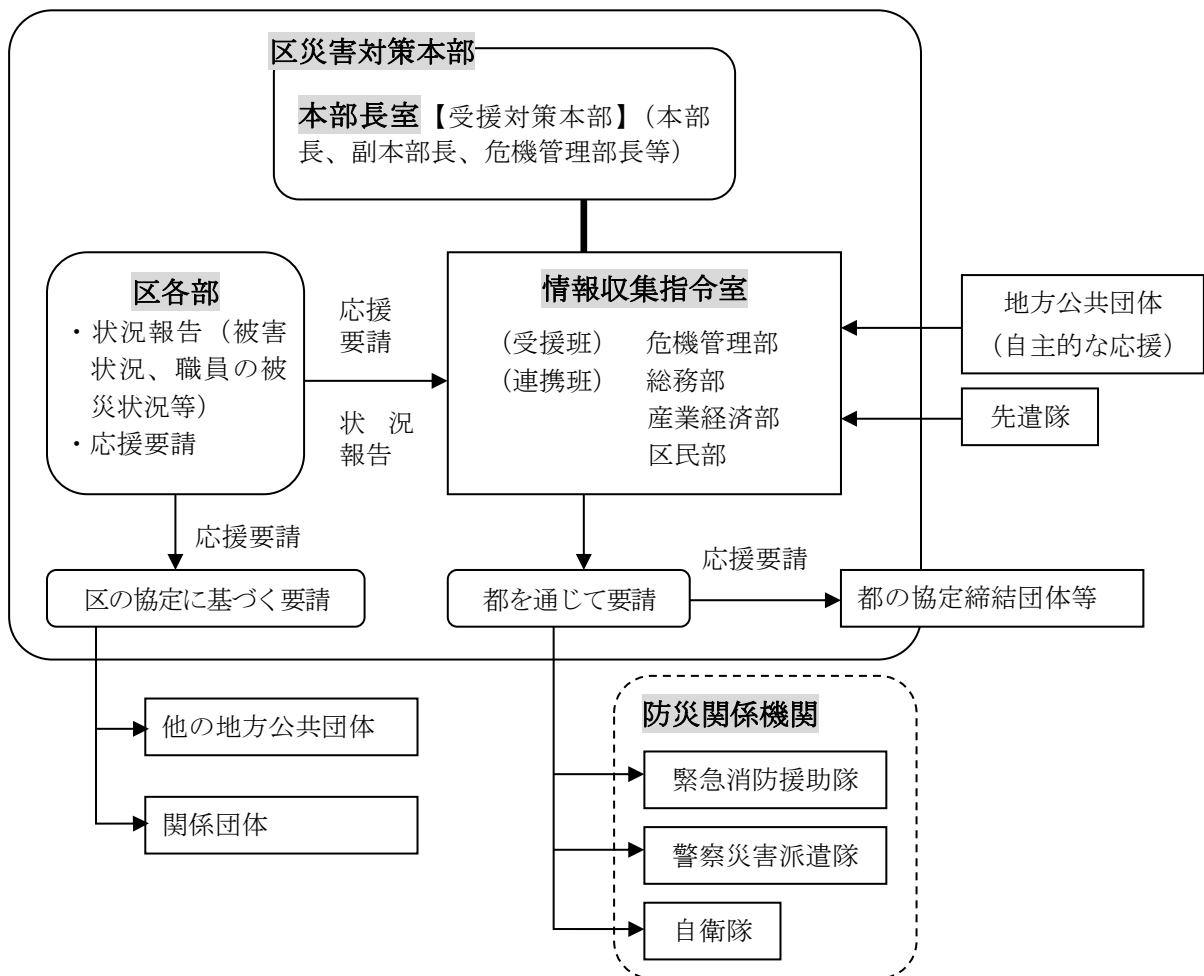 区災害対策本部
本部長室【受援対策本部】（本部
長、副本部長、危機管理部長等）
区各部
・状況報告（被害
状況、職員の被
災状況等）
・応援要請
応援
要請
状　況
報告
情報収集指令室
（受援班）　危機管理部
（連携班）　総務部
産業経済部
区民部
地方公共団体
（自主的な応援）
先遣隊
応援要請
区の協定に基づく要請
都を通じて要請
応援要請
都の協定締結団体等
他の地方公共団体
関係団体
防災関係機関
緊急消防援助隊
警察災害派遣隊
自衛隊